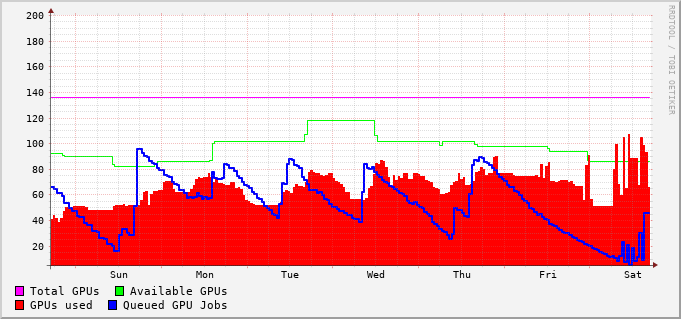 200
180
160
140
120
100
80
60
40
20
Sun Mon Tue Wed Thu Fri Sat
Total GPUs Available GPUs
GPUs used Queued GPU Jobs
RRDTOOL / TOBI OETIKER